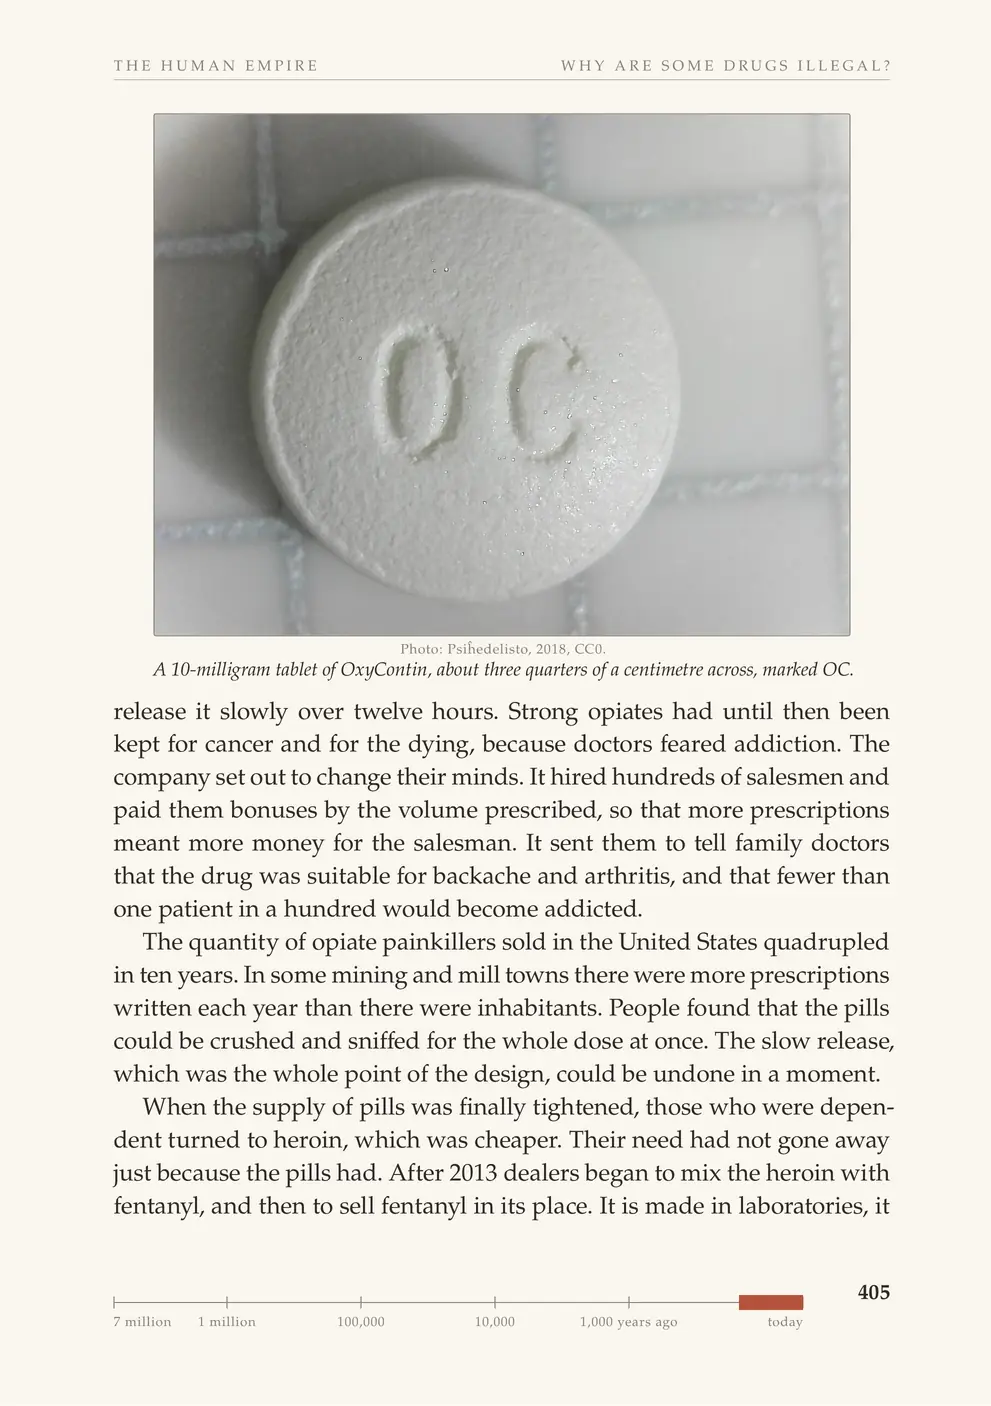 THE HUMAN EMPIRE
WHY ARE SOME DRUGS ILLEGAL?
OC
Photo: Psiĥedelisto, 2018, CC0.
A 10-milligram tablet of OxyContin, about three quarters of a centimetre across, marked OC.
release it slowly over twelve hours. Strong opiates had until then been
kept for cancer and for the dying, because doctors feared addiction. The
company set out to change their minds. It hired hundreds of salesmen and
paid them bonuses by the volume prescribed, so that more prescriptions
meant more money for the salesman. It sent them to tell family doctors
that the drug was suitable for backache and arthritis, and that fewer than
one patient in a hundred would become addicted.
The quantity of opiate painkillers sold in the United States quadrupled
in ten years. In some mining and mill towns there were more prescriptions
written each year than there were inhabitants. People found that the pills
could be crushed and sniffed for the whole dose at once. The slow release,
which was the whole point of the design, could be undone in a moment.
When the supply of pills was finally tightened, those who were depen-
dent turned to heroin, which was cheaper. Their need had not gone away
just because the pills had. After 2013 dealers began to mix the heroin with
fentanyl, and then to sell fentanyl in its place. It is made in laboratories, it
405
7 million 1 million 100,000 10,000 1,000 years ago today